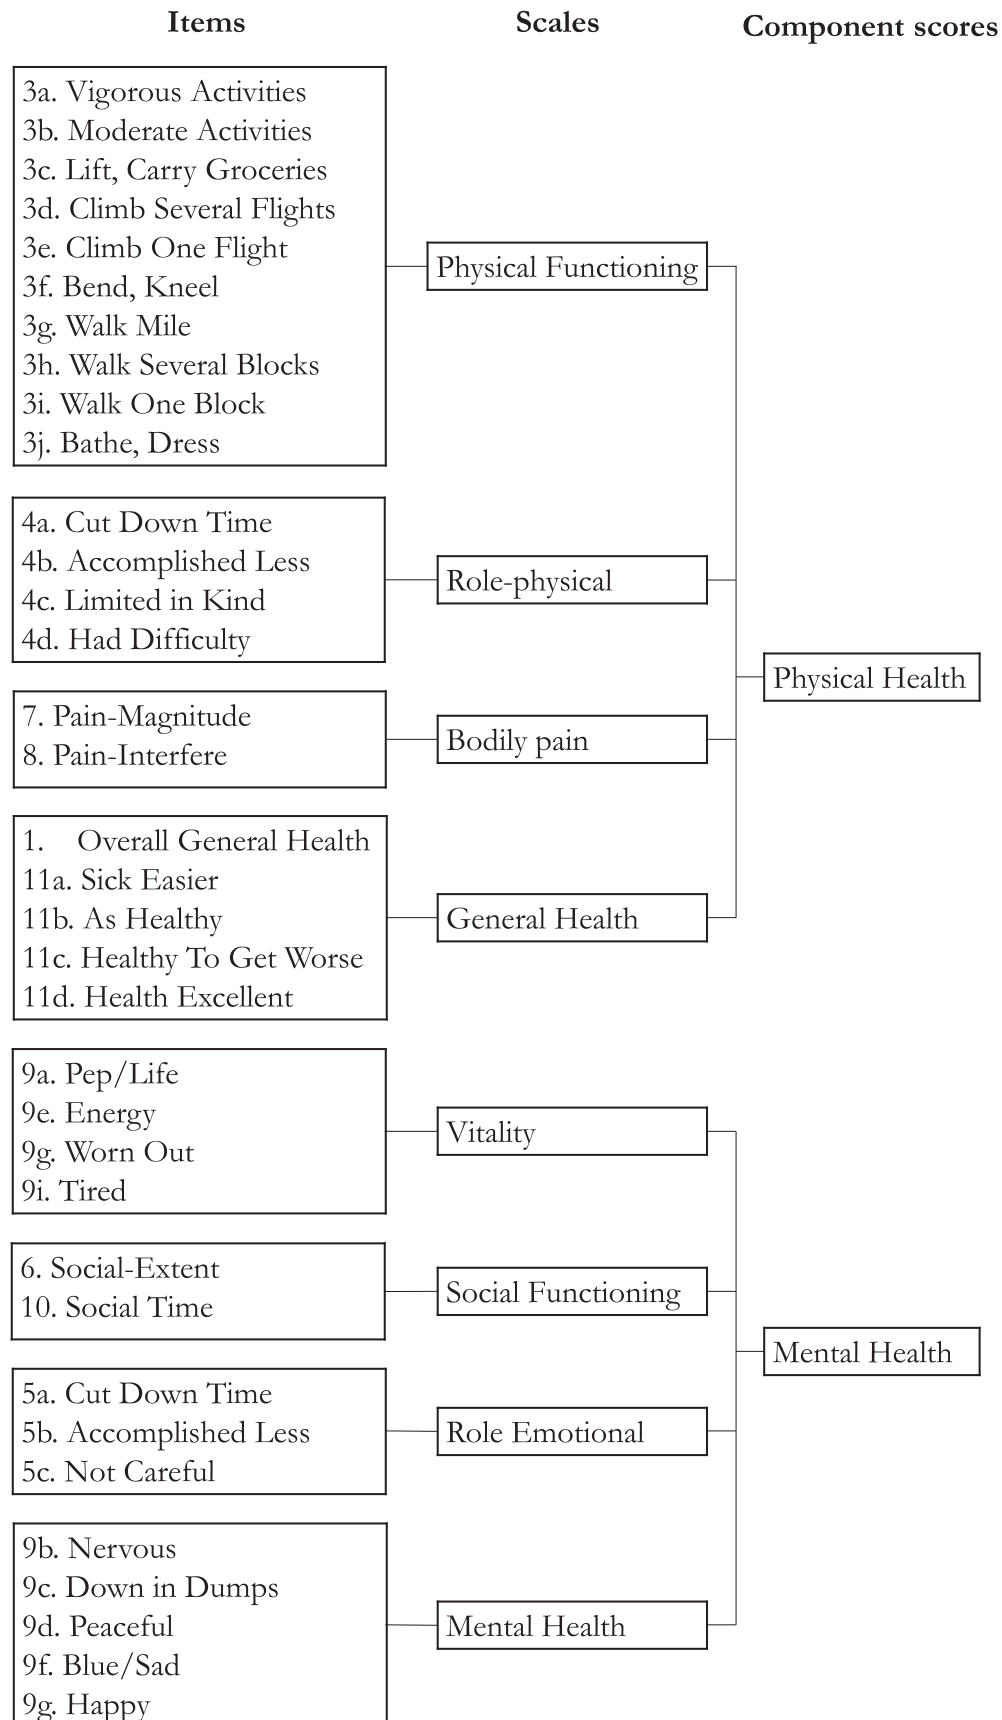 Items
Scales
Component scores
3a. Vigorous Activities
3b. Moderate Activities
3c. Lift, Carry Groceries
3d. Climb Several Flights
3e. Climb One Flight
3f. Bend, Kneel
3g. Walk Mile
3h. Walk Several Blocks
3i. Walk One Block
3j. Bathe, Dress
Physical Functioning
4a. Cut Down Time
4b. Accomplished Less
4c. Limited in Kind
4d. Had Difficulty
Role-physical
7. Pain-Magnitude
8. Pain-Interfere
Bodily pain
1. Overall General Health
11a. Sick Easier
11b. As Healthy
11c. Healthy To Get Worse
11d. Health Excellent
General Health
Physical Health
9a. Pep/Life
9e. Energy
9g. Worn Out
9i. Tired
Vitality
6. Social-Extent
10. Social Time
Social Functioning
5a. Cut Down Time
5b. Accomplished Less
5c. Not Careful
Role Emotional
9b. Nervous
9c. Down in Dumps
9d. Peaceful
9f. Blue/Sad
9g. Happy
Mental Health
Mental Health